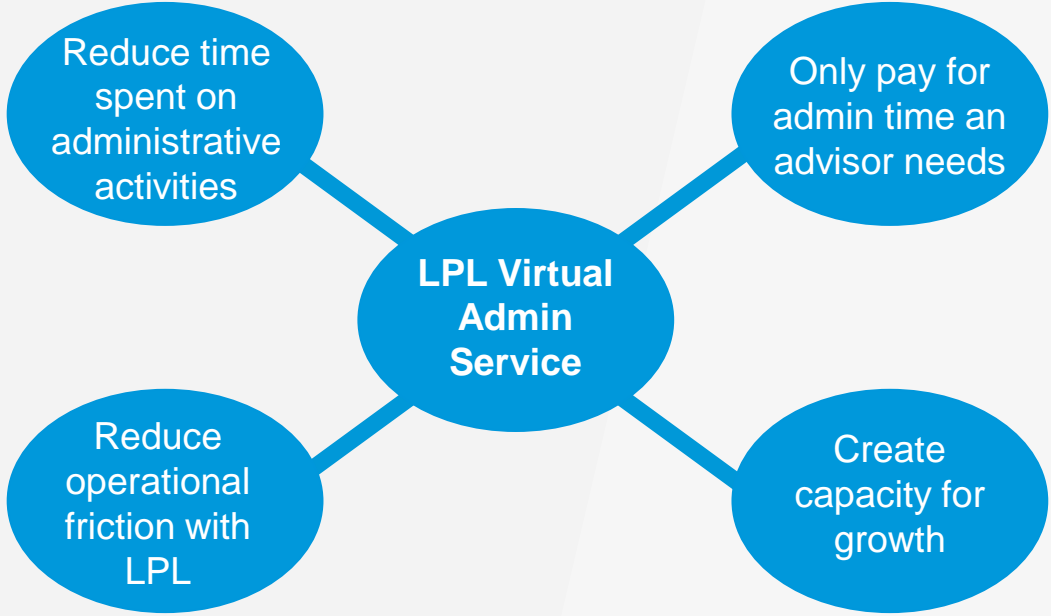 Reduce time
spent on
administrative
activities
Only pay for
admin time an
advisor needs
LPL Virtual
Admin
Service
Reduce
operational
friction with
LPL
Create
capacity for
growth